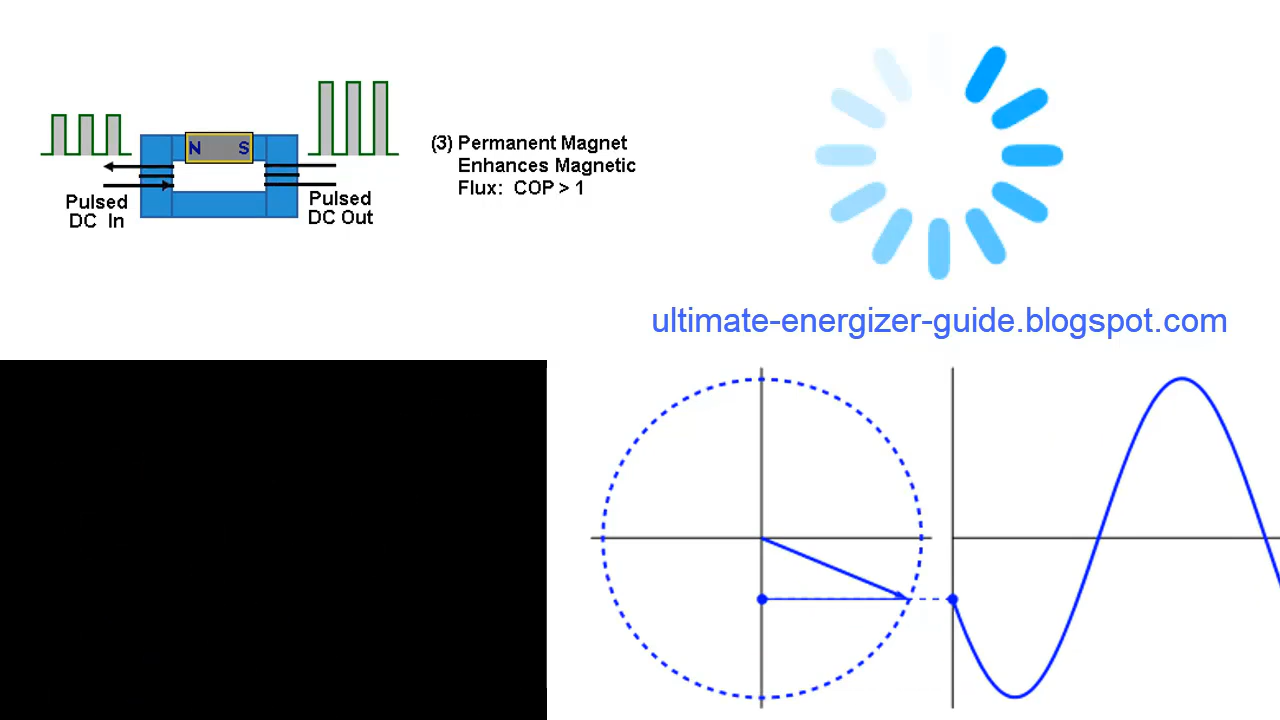 N S
(3) Permanent Magnet
Enhances Magnetic
Flux: COP > 1
Pulsed
DC In
Pulsed
DC Out
ultimate-energizer-guide.blogspot.com